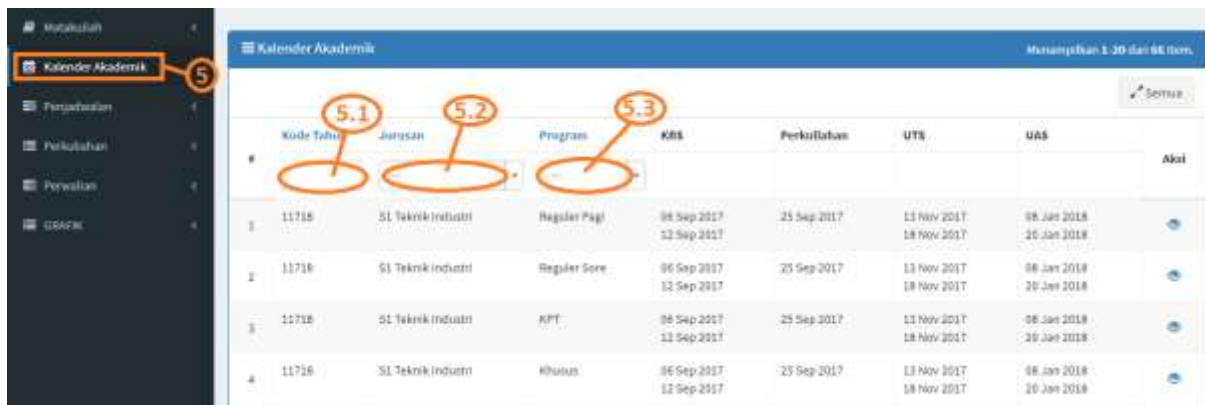 Matakuliah
Kalender Akademik
5
Penjadwalan
Perkuliahan
Perwalian
GRAFIK
Kalender Akademik
Menampilkan 1-20 dari 66 item.
Semua
5.1
5.2
5.3
# Kode Tahu Jurusan Program KRS Perkuliahan UTS UAS Aksi
1 11718 S1 Teknik Industri Reguler Pagi 06 Sep 2017 25 Sep 2017 13 Nov 2017 08 Jan 2018
12 Sep 2017 18 Nov 2017 20 Jan 2018
2 11718 S1 Teknik Industri Reguler Sore 06 Sep 2017 25 Sep 2017 13 Nov 2017 08 Jan 2018
12 Sep 2017 18 Nov 2017 20 Jan 2018
3 11718 S1 Teknik Industri KPT 06 Sep 2017 25 Sep 2017 13 Nov 2017 08 Jan 2018
12 Sep 2017 18 Nov 2017 20 Jan 2018
4 11718 S1 Teknik Industri Khusus 06 Sep 2017 25 Sep 2017 13 Nov 2017 08 Jan 2018
12 Sep 2017 18 Nov 2017 20 Jan 2018